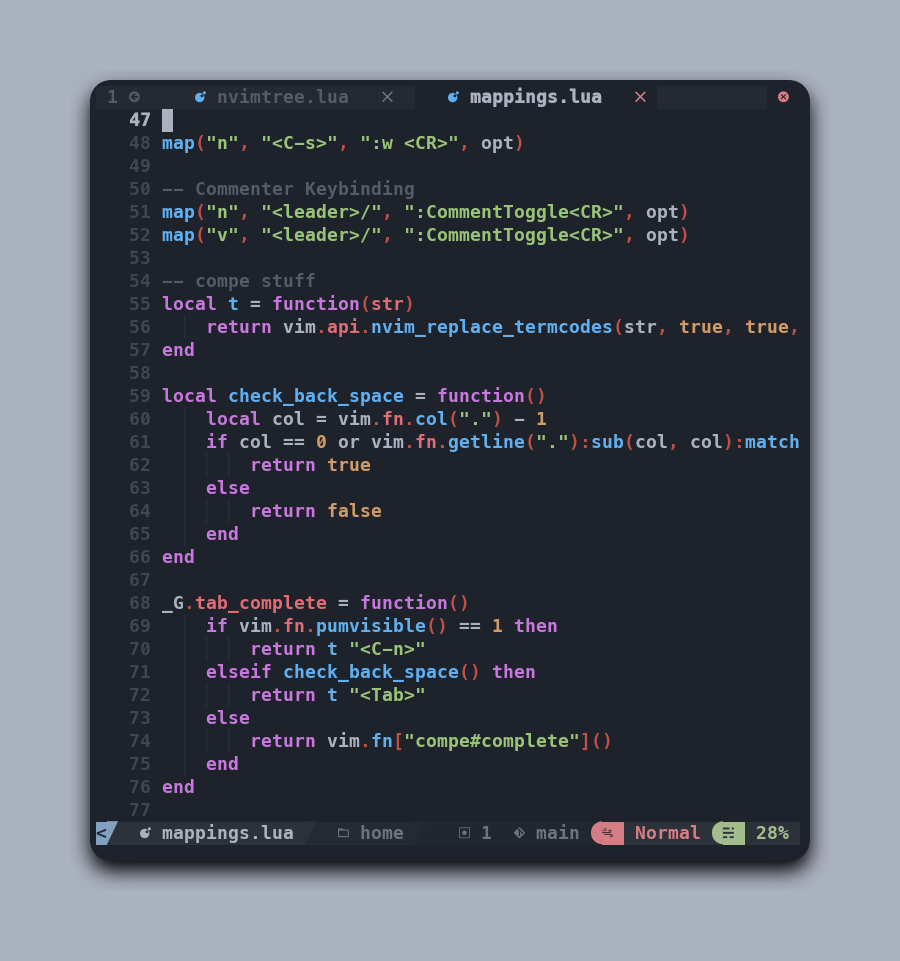 1 nvimtree.lua mappings.lua
47
48 map("n", "<C-s>", ":w <CR>", opt)
49
50 -- Commenter Keybinding
51 map("n", "<leader>/", ":CommentToggle<CR>", opt)
52 map("v", "<leader>/", ":CommentToggle<CR>", opt)
53
54 -- compe stuff
55 local t = function(str)
56     return vim.api.nvim_replace_termcodes(str, true, true,
57 end
58
59 local check_back_space = function()
60     local col = vim.fn.col(".") - 1
61     if col == 0 or vim.fn.getline("."):sub(col, col):match
62         return true
63     else
64         return false
65     end
66 end
67
68 _G.tab_complete = function()
69     if vim.fn.pumvisible() == 1 then
70         return t "<C-n>"
71     elseif check_back_space() then
72         return t "<Tab>"
73     else
74         return vim.fn["compe#complete"]()
75     end
76 end
77
< mappings.lua home 1 main Normal 28%